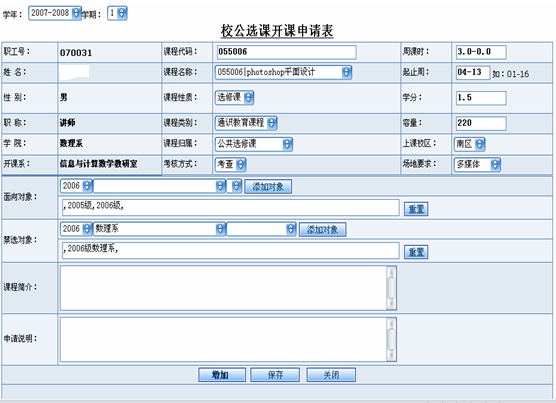 学年： 2007-2008 学期： 1
校公选课开课申请表
职工号： 070031 课程代码： 055006 周课时： 3.0-0.0
姓 名： 课程名称： 055006|photoshop平面设计 起止周： 04-13 如：01-16
性 别： 男 课程性质： 选修课 学分： 1.5
职 称： 讲师 课程类别： 通识教育课程 容量： 220
学 院： 数理系 课程归属： 公共选修课 上课校区： 南区
开课系： 信息与计算数学教研室 考核方式： 考查 场地要求： 多媒体
面向对象： 2006 添加对象
,2005级,2006级, 重置
禁选对象： 2006 数理系 添加对象
,2006级数理系, 重置
课程简介：
申请说明：
增加 保存 关闭